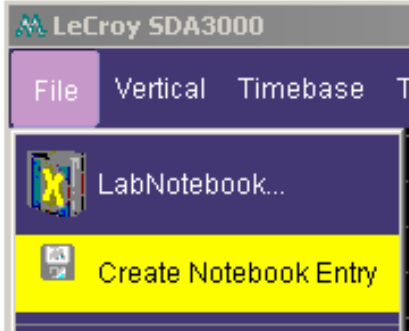 LeCroy SDA3000
File Vertical Timebase T
LabNotebook...
Create Notebook Entry